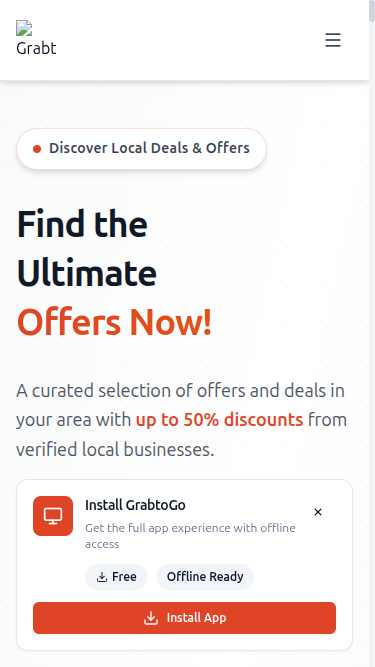 Grabt
Discover Local Deals & Offers
Find the
Ultimate
Offers Now!
A curated selection of offers and deals in
your area with up to 50% discounts from
verified local businesses.
Install GrabtoGo
×
Get the full app experience with offline
access
Free
Offline Ready
Install App